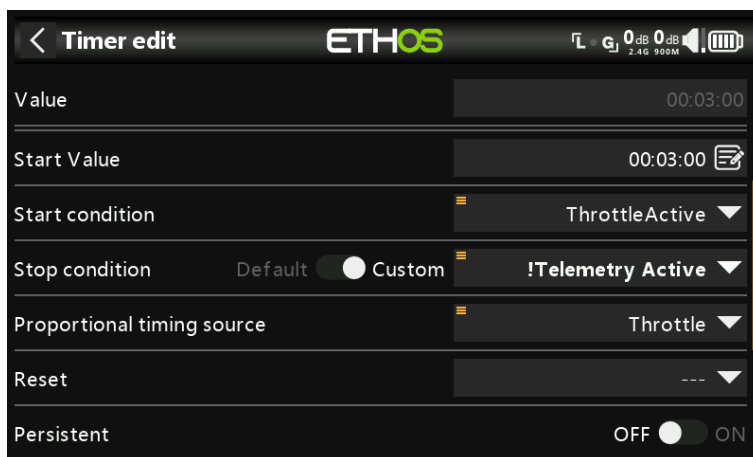 Timer edit ETHOS L G 0dB 0dB
2.4G 900M
Value 00:03:00
Start Value 00:03:00
Start condition ThrottleActive
Stop condition Default Custom !Telemetry Active
Proportional timing source Throttle
Reset ---
Persistent OFF ON